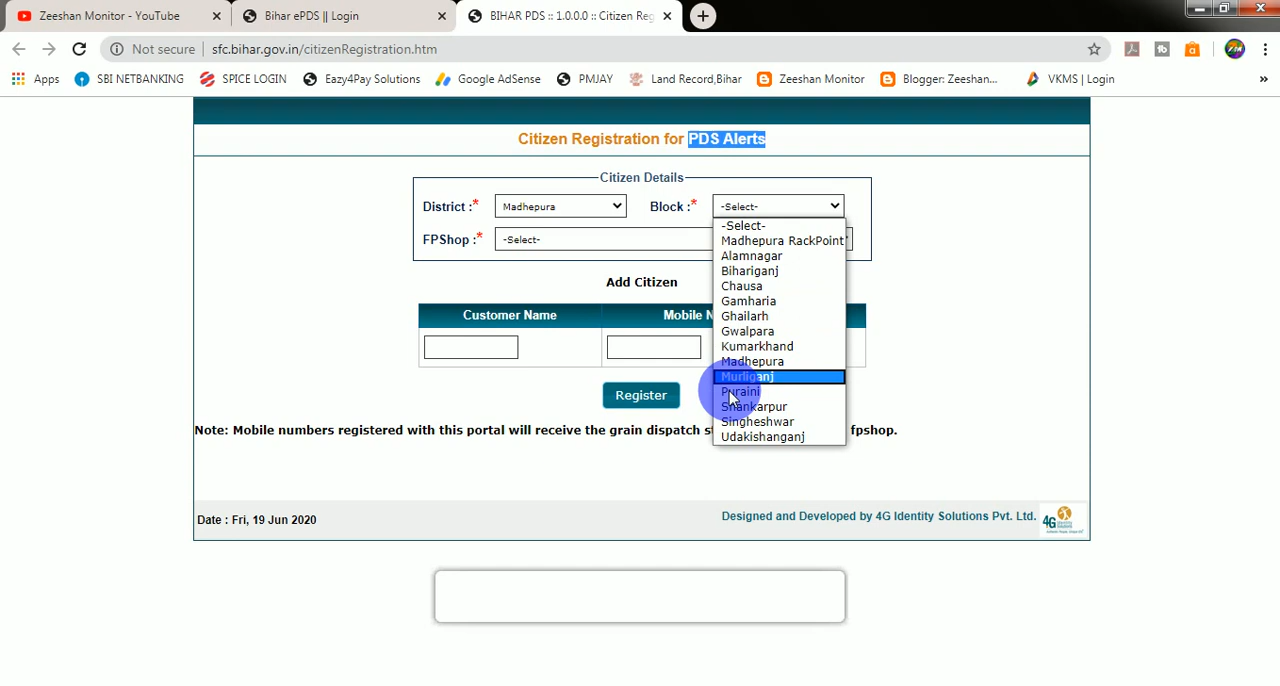 Zeeshan Monitor - YouTube
Bihar ePDS || Login
BIHAR PDS :: 1.0.0.0 :: Citizen Reg
Not secure
sfc.bihar.gov.in/citizenRegistration.htm
Apps
SBI NETBANKING
SPICE LOGIN
Eazy4Pay Solutions
Google AdSense
PMJAY
Land Record,Bihar
Zeeshan Monitor
Blogger: Zeeshan...
VKMS | Login
Citizen Registration for PDS Alerts
Citizen Details
District :* Madhepura Block :* -Select-
FPShop :* -Select-
-Select-
Madhepura RackPoint
Alamnagar
Bihariganj
Chausa
Gamharia
Ghailarh
Gwalpara
Kumarkhand
Madhepura
Murliganj
Puraini
Shankarpur
Singheshwar
Udakishanganj
Add Citizen
Customer Name Mobile N
Register
Note: Mobile numbers registered with this portal will receive the grain dispatch st fpshop.
Date : Fri, 19 Jun 2020
Designed and Developed by 4G Identity Solutions Pvt. Ltd.
4G